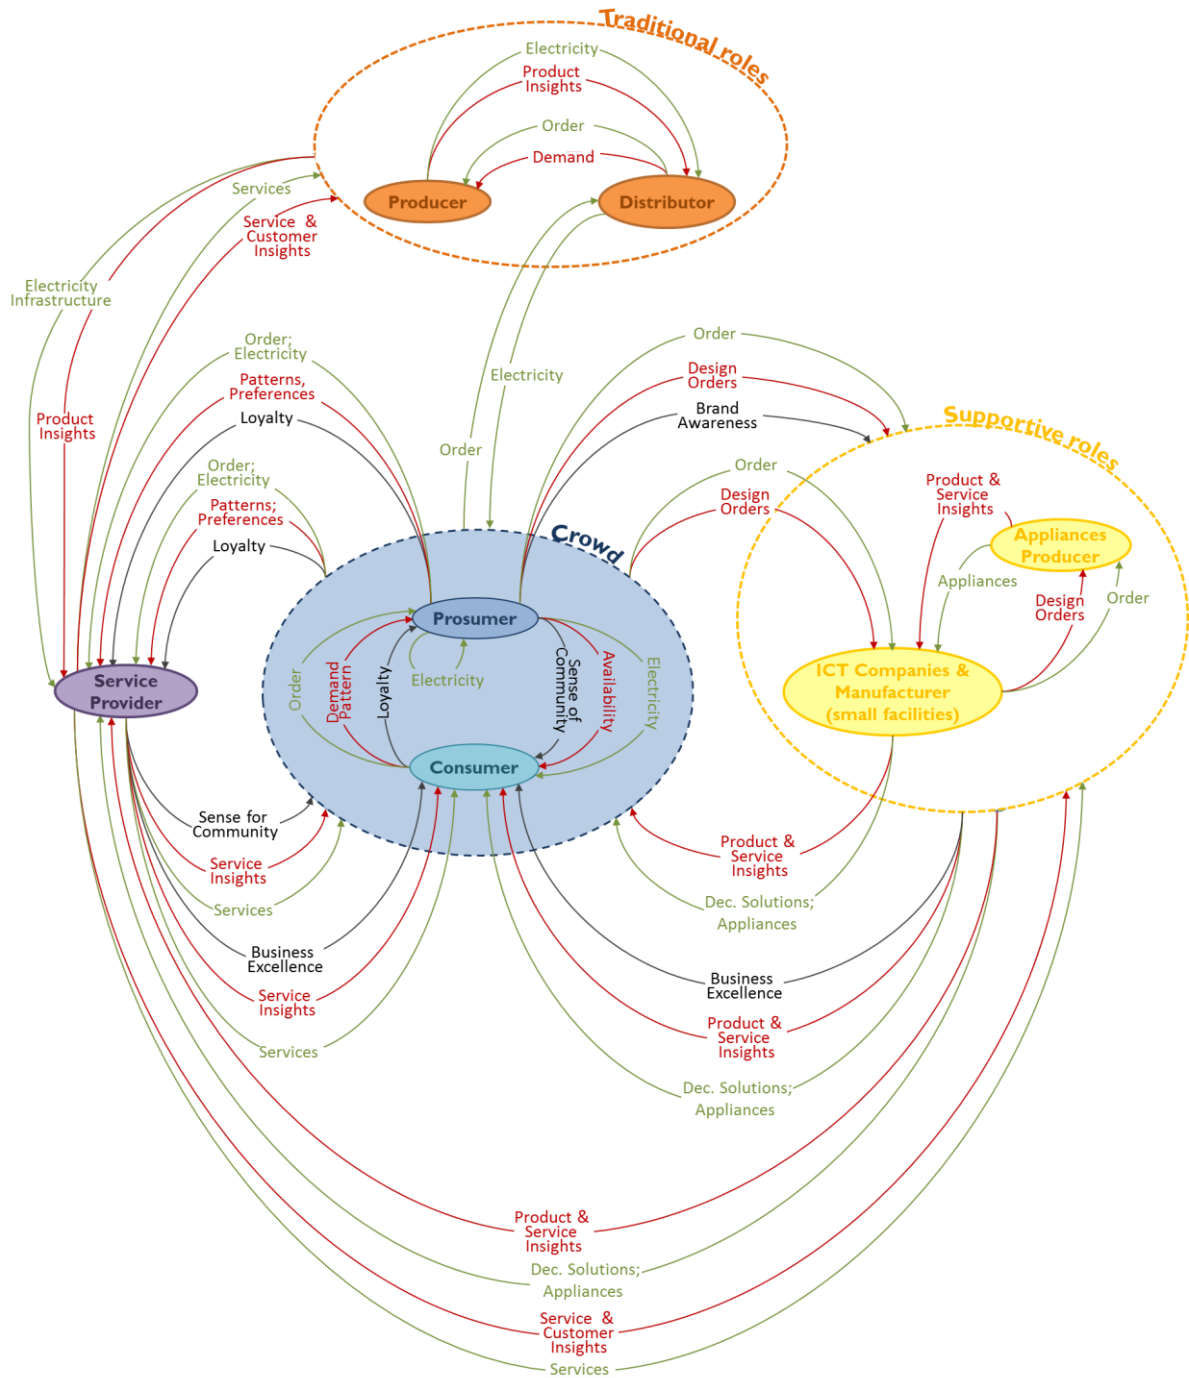 Traditional roles
Electricity
Product
Insights
Order
Demand
Producer
Distributor
Services
Service &
Customer
Insights
Electricity
Infrastructure
Order;
Electricity
Patterns,
Preferences
Loyalty
Product
Insights
Order;
Electricity
Patterns;
Preferences
Loyalty
Electricity
Order
Order
Design
Orders
Brand
Awareness
Order
Design
Orders
Supportive roles
Product &
Service
Insights
Appliances
Producer
Appliances
Design
Orders
Order
ICT Companies &
Manufacturer
(small facilities)
Crowd
Prosumer
Electricity
Order
Demand
Pattern
Loyalty
Sense of
Community
Availability
Electricity
Consumer
Service
Provider
Sense for
Community
Service
Insights
Services
Business
Excellence
Service
Insights
Services
Product &
Service
Insights
Dec. Solutions;
Appliances
Business
Excellence
Product &
Service
Insights
Dec. Solutions;
Appliances
Product &
Service
Insights
Dec. Solutions;
Appliances
Service &
Customer
Insights
Services